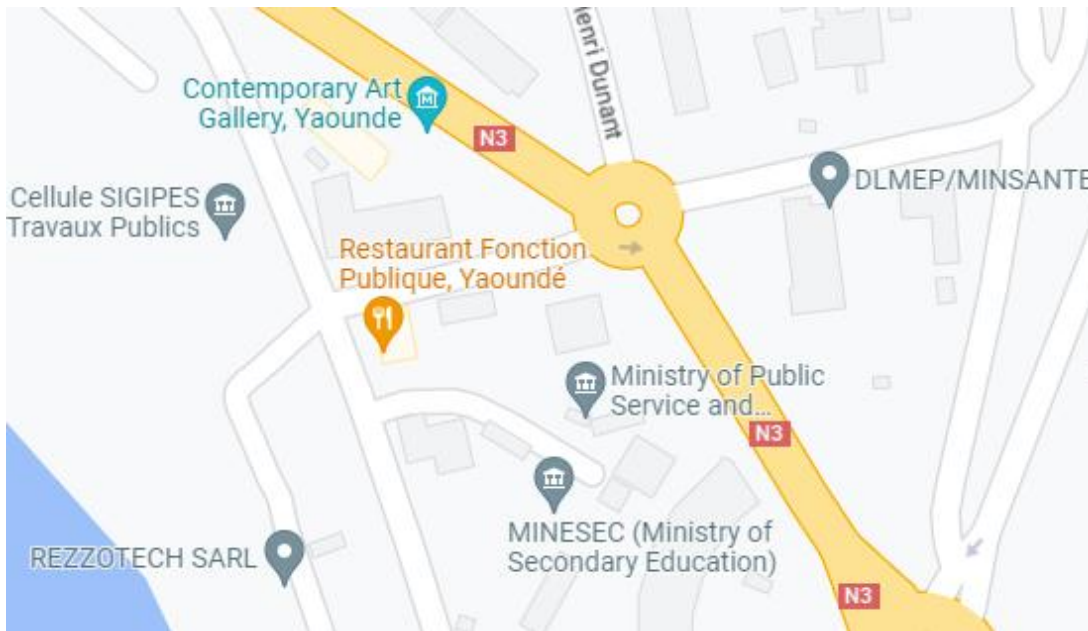 Henri Dunant
Contemporary Art
Gallery, Yaounde
N3
DLMEP/MINSANTE
Cellule SIGIPES
Travaux Publics
Restaurant Fonction
Publique, Yaoundé
Ministry of Public
Service and...
N3
MINESEC (Ministry of
Secondary Education)
REZZOTECH SARL
N3